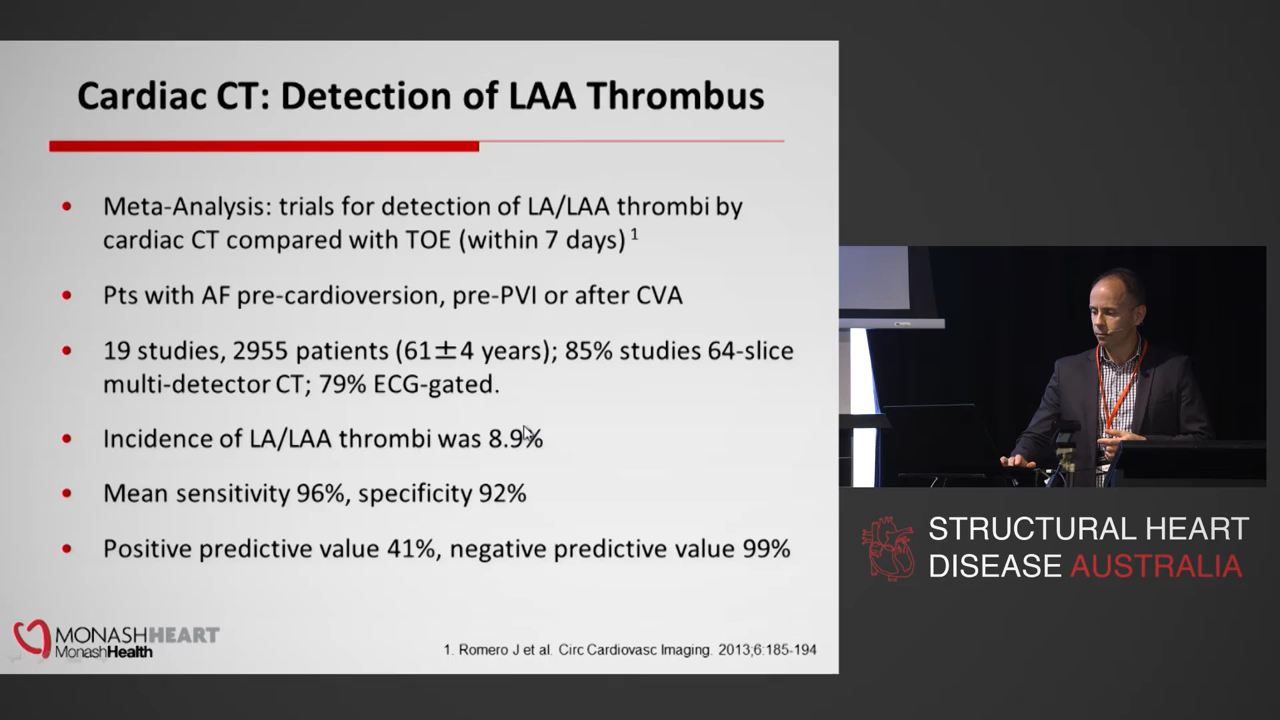 Cardiac CT: Detection of LAA Thrombus
• Meta-Analysis: trials for detection of LA/LAA thrombi by
cardiac CT compared with TOE (within 7 days) 1
• Pts with AF pre-cardioversion, pre-PVI or after CVA
• 19 studies, 2955 patients (61±4 years); 85% studies 64-slice
multi-detector CT; 79% ECG-gated.
• Incidence of LA/LAA thrombi was 8.9%
• Mean sensitivity 96%, specificity 92%
• Positive predictive value 41%, negative predictive value 99%
MONASHHEART
MonashHealth
1. Romero J et al. Circ Cardiovasc Imaging. 2013;6:185-194
STRUCTURAL HEART
DISEASE AUSTRALIA